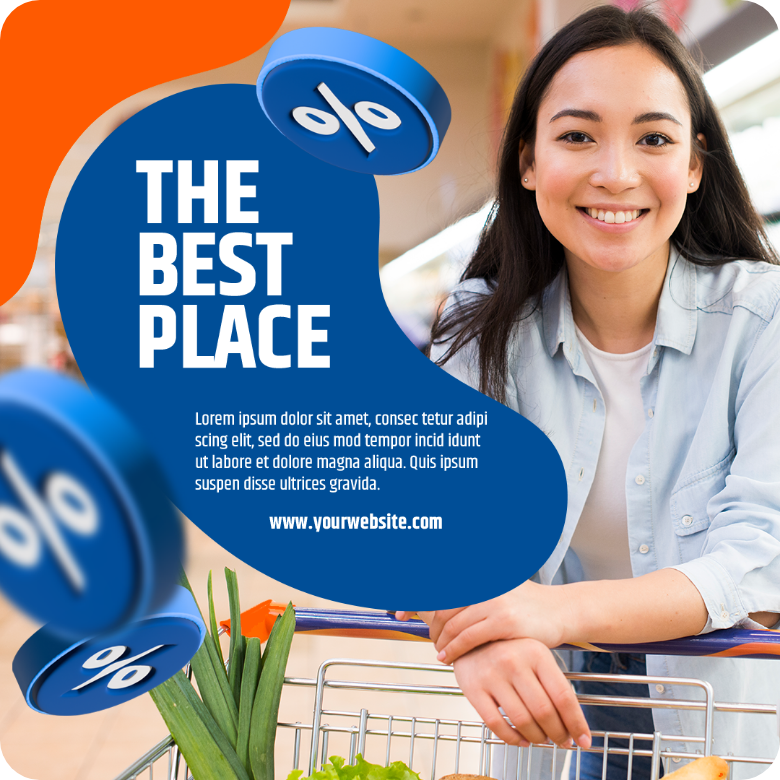 %
THE
BEST
PLACE
Lorem ipsum dolor sit amet, consec tetur adipi
scing elit, sed do eius mod tempor incid idunt
ut labore et dolore magna aliqua. Quis ipsum
suspen disse ultrices gravida.
%
www.yourwebsite.com
%